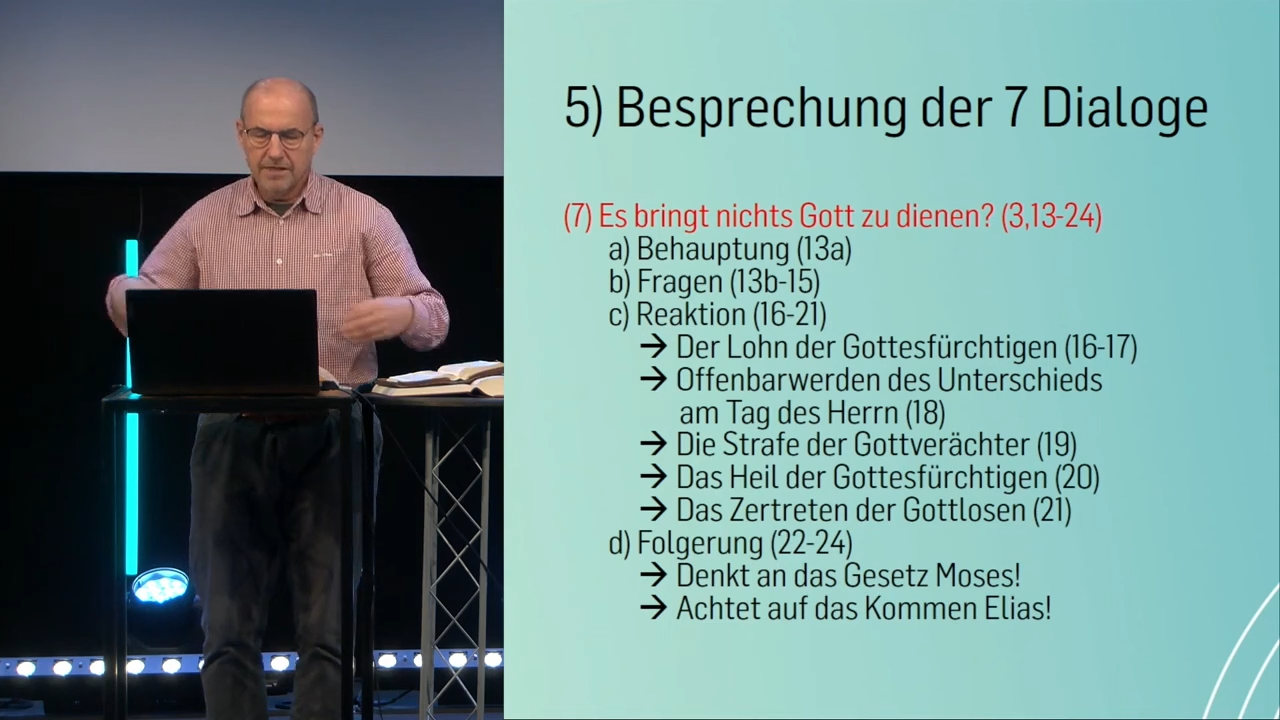 5) Besprechung der 7 Dialoge
(7) Es bringt nichts Gott zu dienen? (3,13-24)
a) Behauptung (13a)
b) Fragen (13b-15)
c) Reaktion (16-21)
→ Der Lohn der Gottesfürchtigen (16-17)
→ Offenbarwerden des Unterschieds
am Tag des Herrn (18)
→ Die Strafe der Gottverächter (19)
→ Das Heil der Gottesfürchtigen (20)
→ Das Zertreten der Gottlosen (21)
d) Folgerung (22-24)
→ Denkt an das Gesetz Moses!
→ Achtet auf das Kommen Elias!